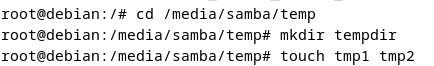 root@debian:/# cd /media/samba/temp
root@debian:/media/samba/temp# mkdir tempdir
root@debian:/media/samba/temp# touch tmp1 tmp2